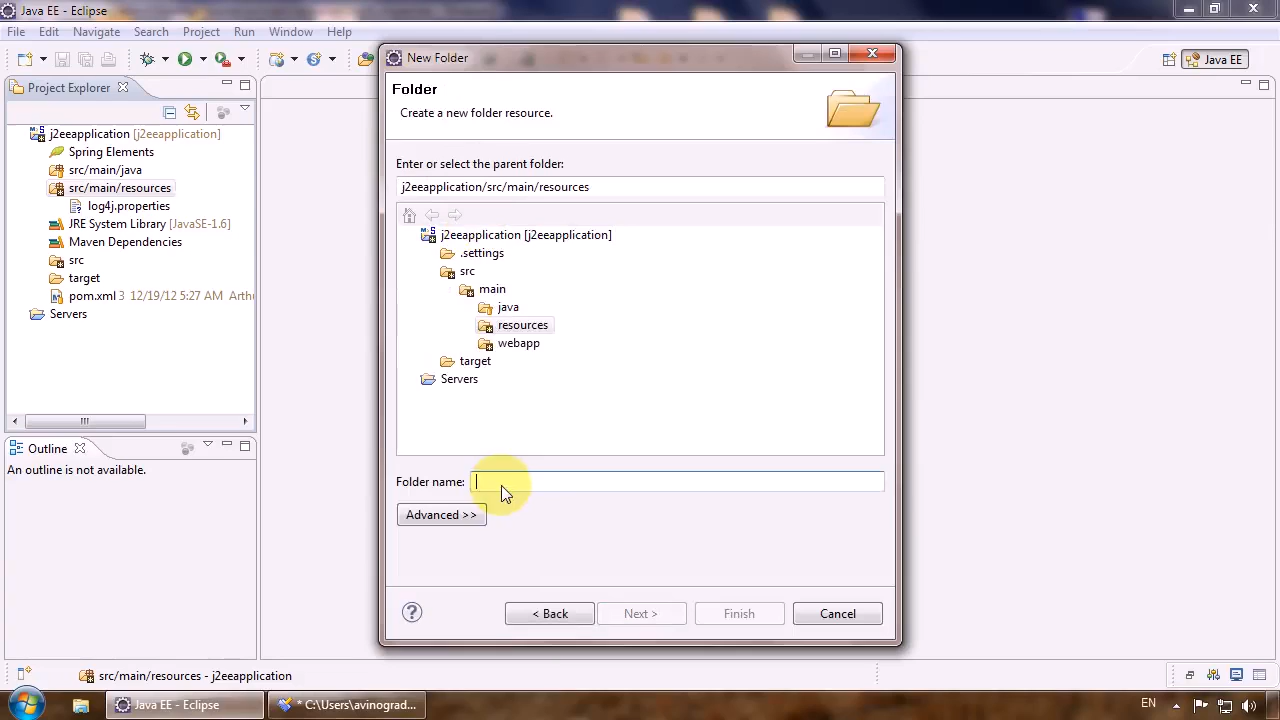 Java EE - Eclipse
File Edit Navigate Search Project Run Window Help
Java EE
Project Explorer
j2eeapplication [j2eeapplication]
Spring Elements
src/main/java
src/main/resources
log4j.properties
JRE System Library [JavaSE-1.6]
Maven Dependencies
src
target
pom.xml 3 12/19/12 5:27 AM Arthu
Servers
Outline
An outline is not available.
New Folder
Folder
Create a new folder resource.
Enter or select the parent folder:
j2eeapplication/src/main/resources
j2eeapplication [j2eeapplication]
.settings
src
main
java
resources
webapp
target
Servers
Folder name:
Advanced >>
< Back Next > Finish Cancel
src/main/resources - j2eeapplication
Java EE - Eclipse
* C:\Users\avinograd...
EN